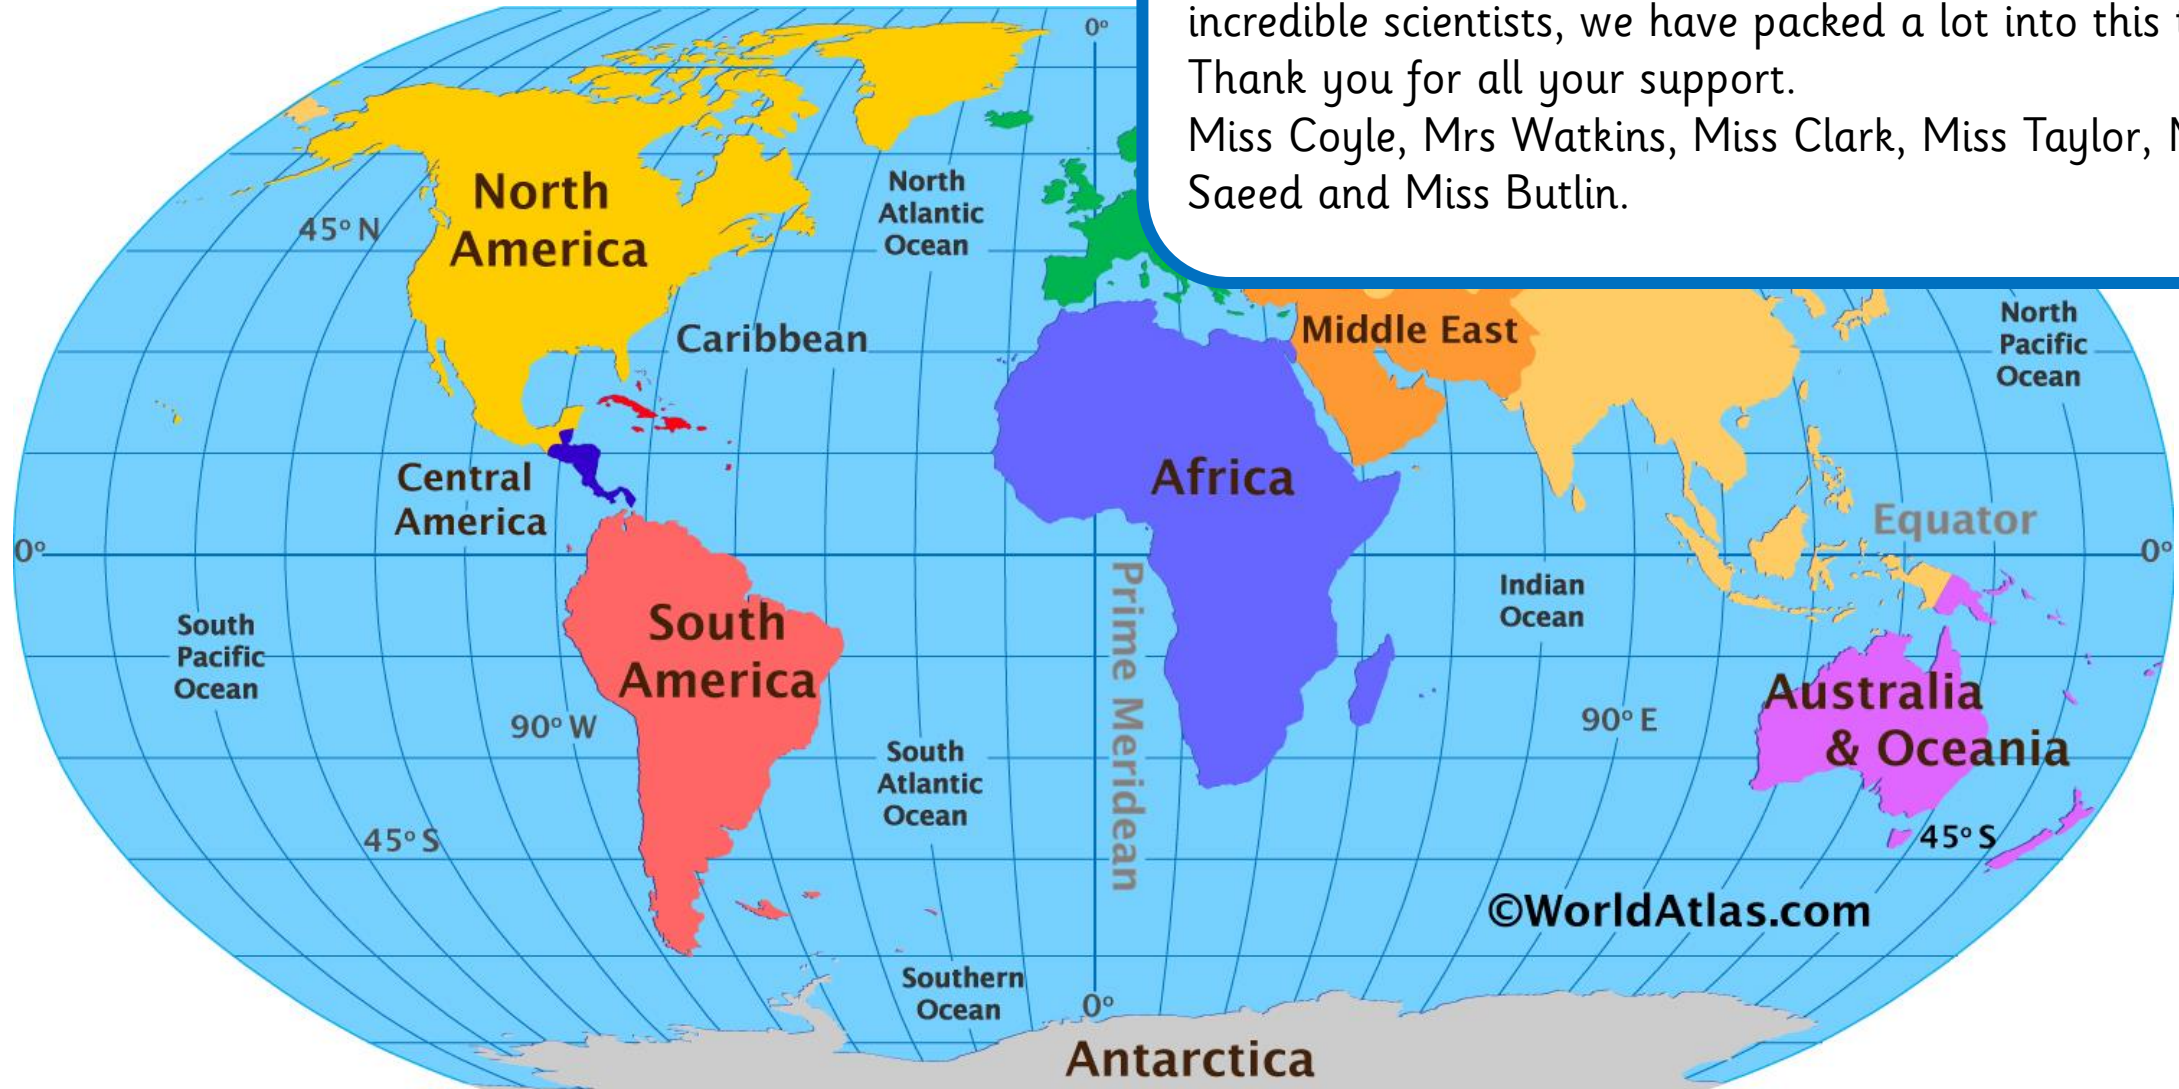 incredible scientists, we have packed a lot into this
Thank you for all your support.
Miss Coyle, Mrs Watkins, Miss Clark, Miss Taylor,
Saeed and Miss Butlin.
0°
North
America
45° N
North
Atlantic
Ocean
Caribbean
Middle East
North
Pacific
Ocean
Central
America
Africa
Equator
0°
0°
South
Pacific
Ocean
South
America
Prime Meridean
Indian
Ocean
90° W
90° E
Australia
& Oceania
South
Atlantic
Ocean
45° S
45° S
©WorldAtlas.com
Southern
Ocean
0°
Antarctica